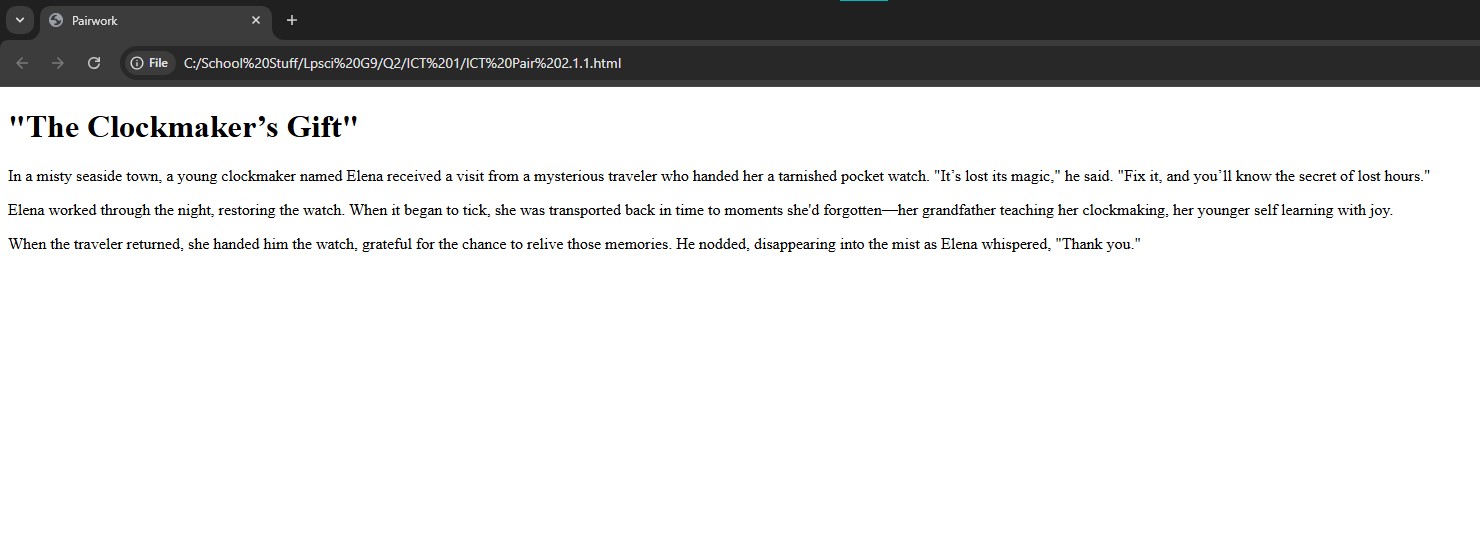 Pairwork
File
C:/School%20Stuff/Lpsci%20G9/Q2/ICT%201/ICT%20Pair%202.1.1.html
"The Clockmaker’s Gift"
In a misty seaside town, a young clockmaker named Elena received a visit from a mysterious traveler who handed her a tarnished pocket watch. "It’s lost its magic," he said. "Fix it, and you’ll know the secret of lost hours."
Elena worked through the night, restoring the watch. When it began to tick, she was transported back in time to moments she'd forgotten—her grandfather teaching her clockmaking, her younger self learning with joy.
When the traveler returned, she handed him the watch, grateful for the chance to relive those memories. He nodded, disappearing into the mist as Elena whispered, "Thank you."